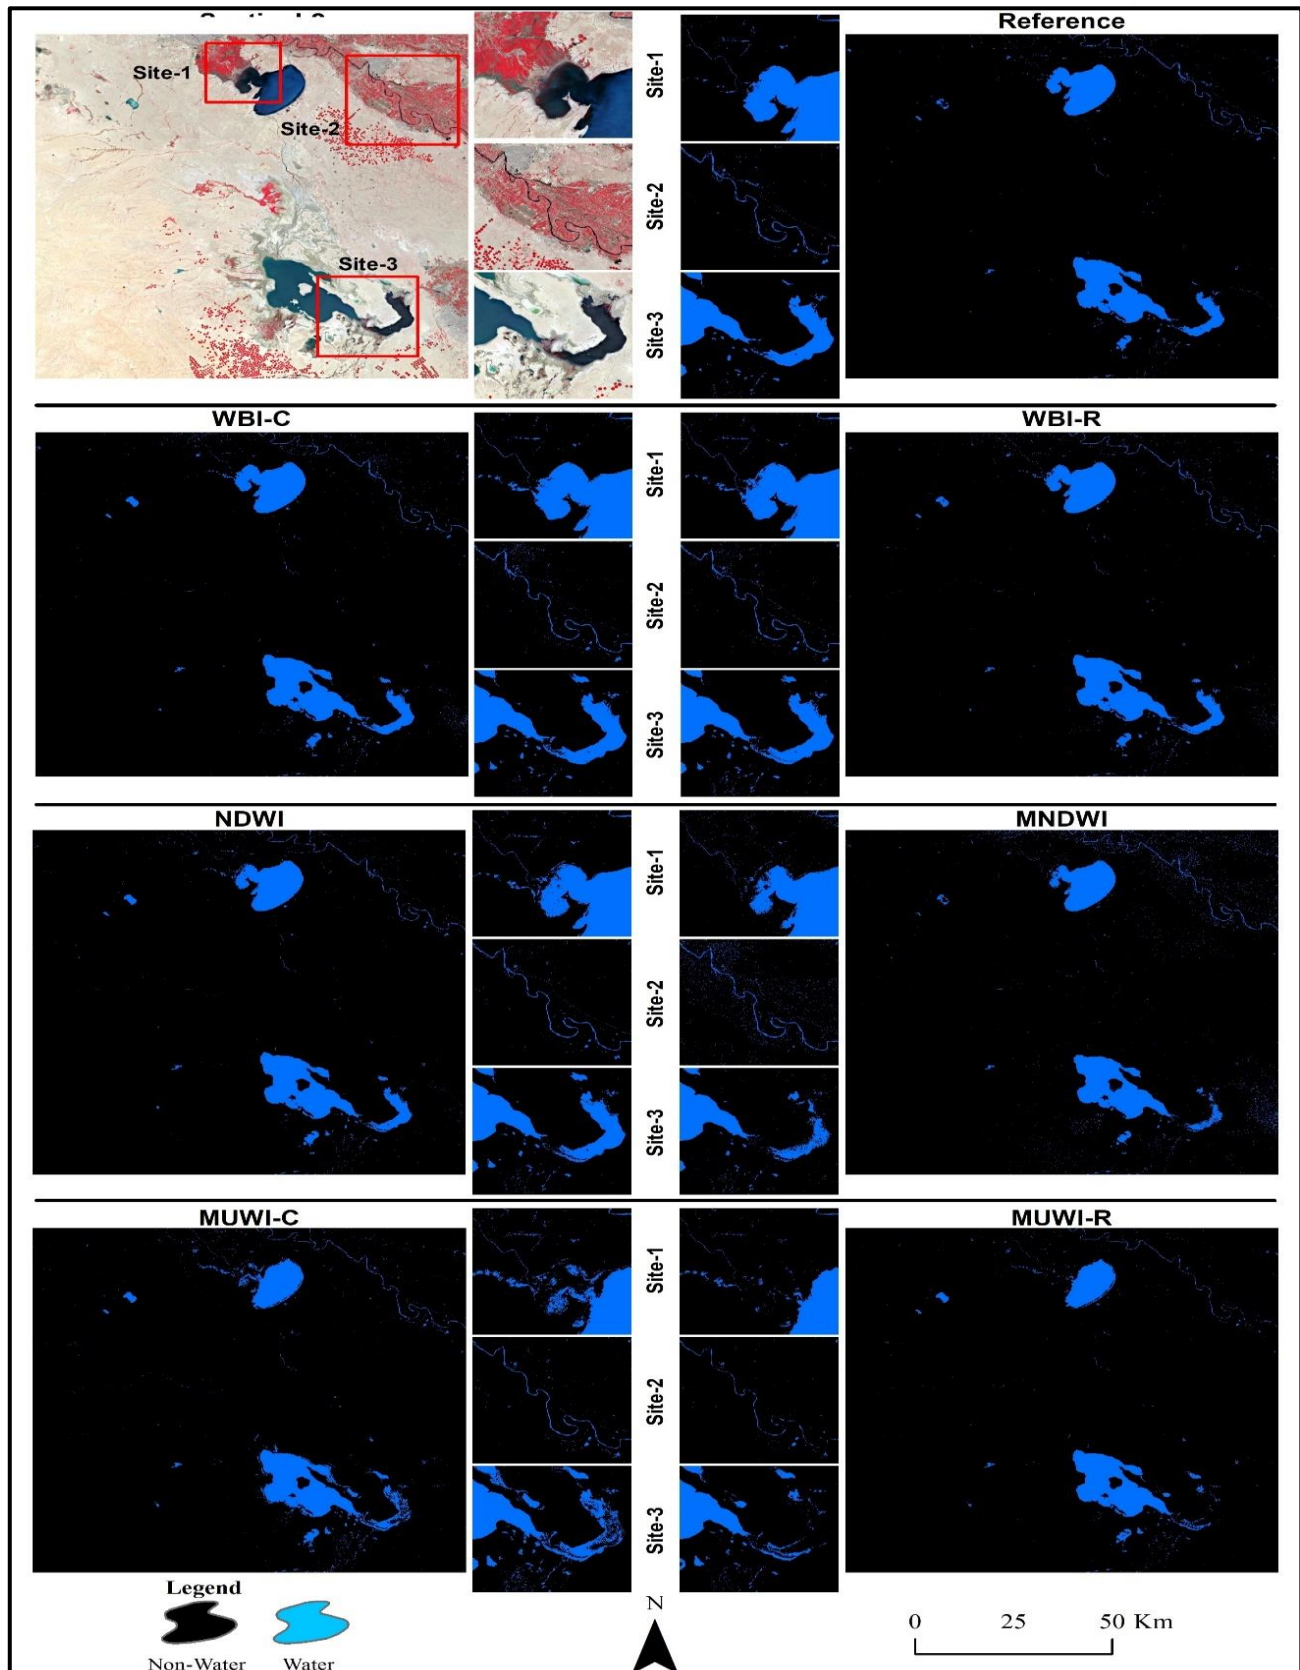 Reference
Site-1
Site-2
Site-3
Site-1
Site-2
Site-3
WBI-C
WBI-R
Site-1
Site-2
Site-3
NDWI
MNDWI
Site-1
Site-2
Site-3
MUWI-C
MUWI-R
Site-1
Site-2
Site-3
Legend
Non-Water
Water
N
0 25 50 Km